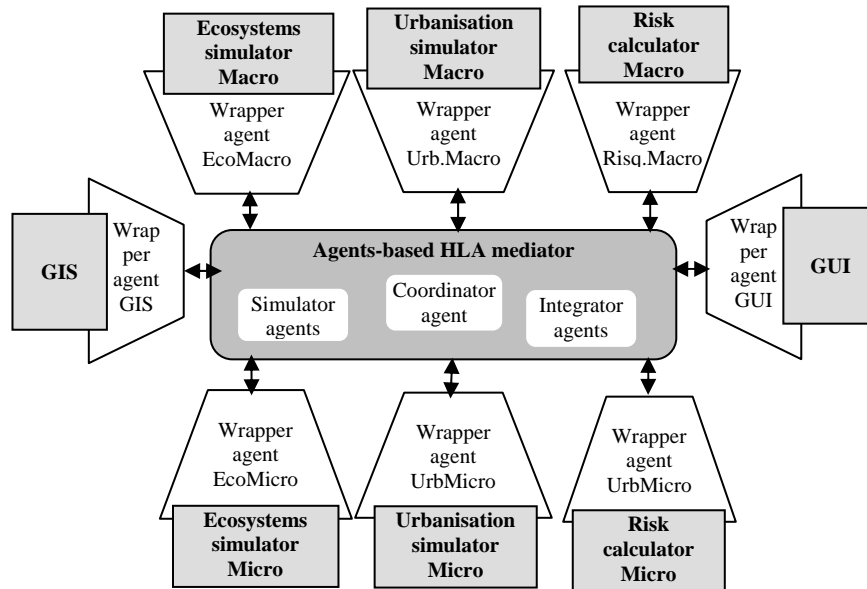 Ecosystems
simulator
Macro
Urbanisation
simulator
Macro
Risk
calculator
Macro
Wrapper
agent
EcoMacro
Wrapper
agent
Urb.Macro
Wrapper
agent
Risq.Macro
GIS
Wrap
per
agent
GIS
Agents-based HLA mediator
Simulator
agents
Coordinator
agent
Integrator
agents
Wrap
per
agent
GUI
GUI
Wrapper
agent
EcoMicro
Wrapper
agent
UrbMicro
Wrapper
agent
UrbMicro
Ecosystems
simulator
Micro
Urbanisation
simulator
Micro
Risk
calculator
Micro